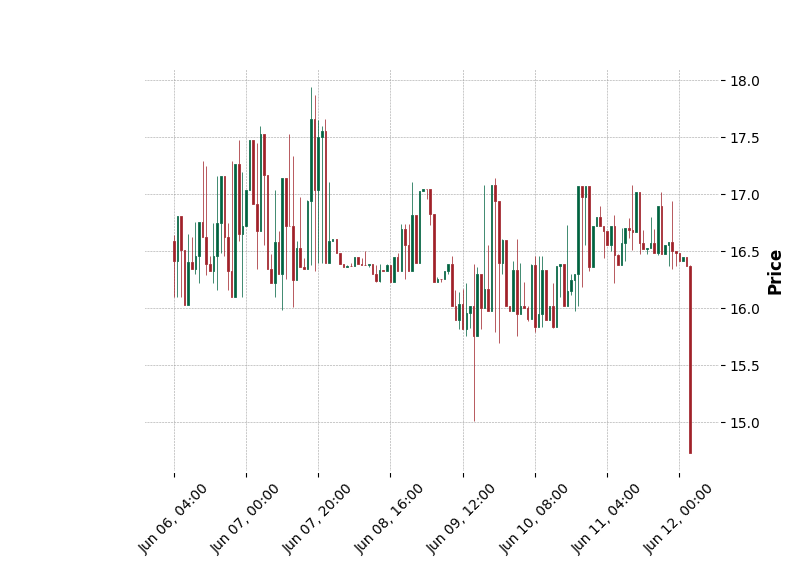 18.0
17.5
17.0
16.5
16.0
15.5
15.0
Price
Jun 06, 04:00
Jun 07, 00:00
Jun 07, 20:00
Jun 08, 16:00
Jun 09, 12:00
Jun 10, 08:00
Jun 11, 04:00
Jun 12, 00:00